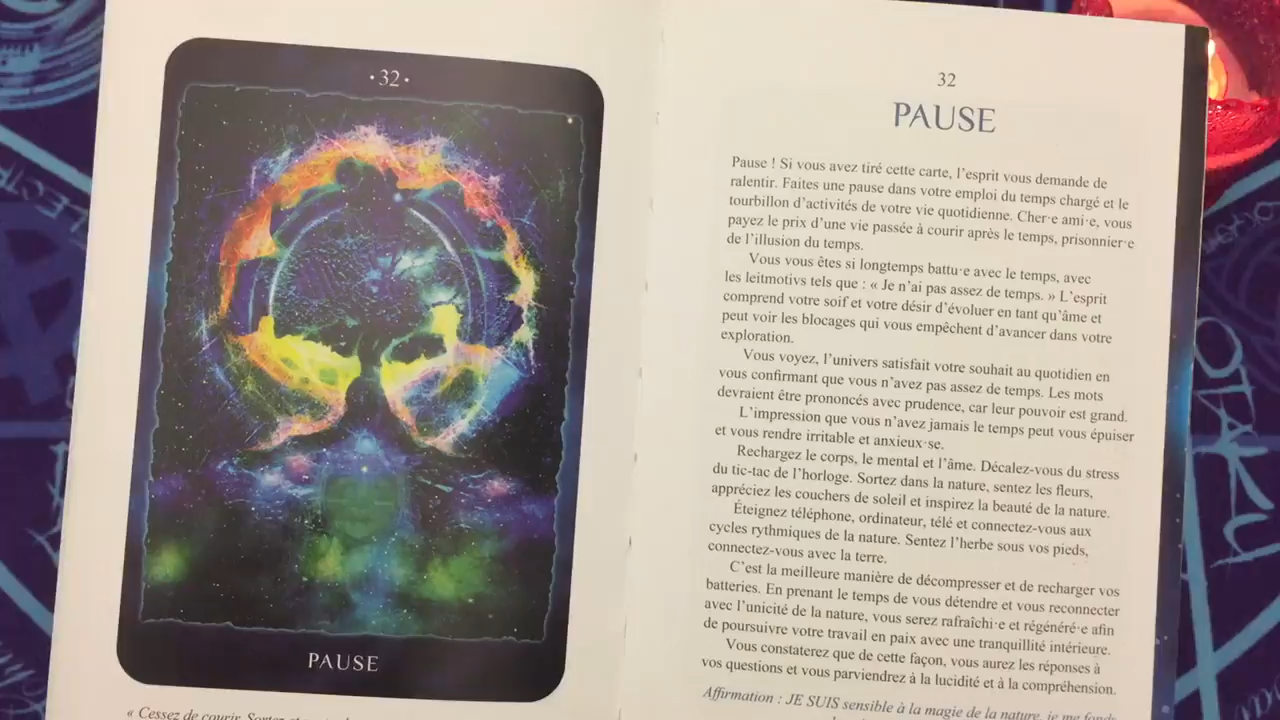 ·32·
PAUSE
« Cessez de courir. Sortez
32
PAUSE
Pause ! Si vous avez tiré cette carte, l'esprit vous demande de
ralentir. Faites une pause dans votre emploi du temps chargé et le
tourbillon d'activités de votre vie quotidienne. Cher·e ami·e, vous
payez le prix d'une vie passée à courir après le temps, prisonnier·e
de l'illusion du temps.
Vous vous êtes si longtemps battu·e avec le temps, avec
les leitmotivs tels que : « Je n'ai pas assez de temps. » L'esprit
comprend votre soif et votre désir d'évoluer en tant qu'âme et
peut voir les blocages qui vous empêchent d'avancer dans votre
exploration.
Vous voyez, l'univers satisfait votre souhait au quotidien en
vous confirmant que vous n'avez pas assez de temps. Les mots
devraient être prononcés avec prudence, car leur pouvoir est grand.
L'impression que vous n'avez jamais le temps peut vous épuiser
et vous rendre irritable et anxieux·se.
Rechargez le corps, le mental et l'âme. Décalez-vous du stress
du tic-tac de l'horloge. Sortez dans la nature, sentez les fleurs,
appréciez les couchers de soleil et inspirez la beauté de la nature.
Éteignez téléphone, ordinateur, télé et connectez-vous aux
cycles rythmiques de la nature. Sentez l'herbe sous vos pieds,
connectez-vous avec la terre.
C'est la meilleure manière de décompresser et de recharger vos
batteries. En prenant le temps de vous détendre et vous reconnecter
avec l'unicité de la nature, vous serez rafraîchi·e et régénéré·e afin
de poursuivre votre travail en paix avec une tranquillité intérieure.
Vous constaterez que de cette façon, vous aurez les réponses à
vos questions et vous parviendrez à la lucidité et à la compréhension.
Affirmation : JE SUIS sensible à la magie de la nature, je me fonds
OTAKU